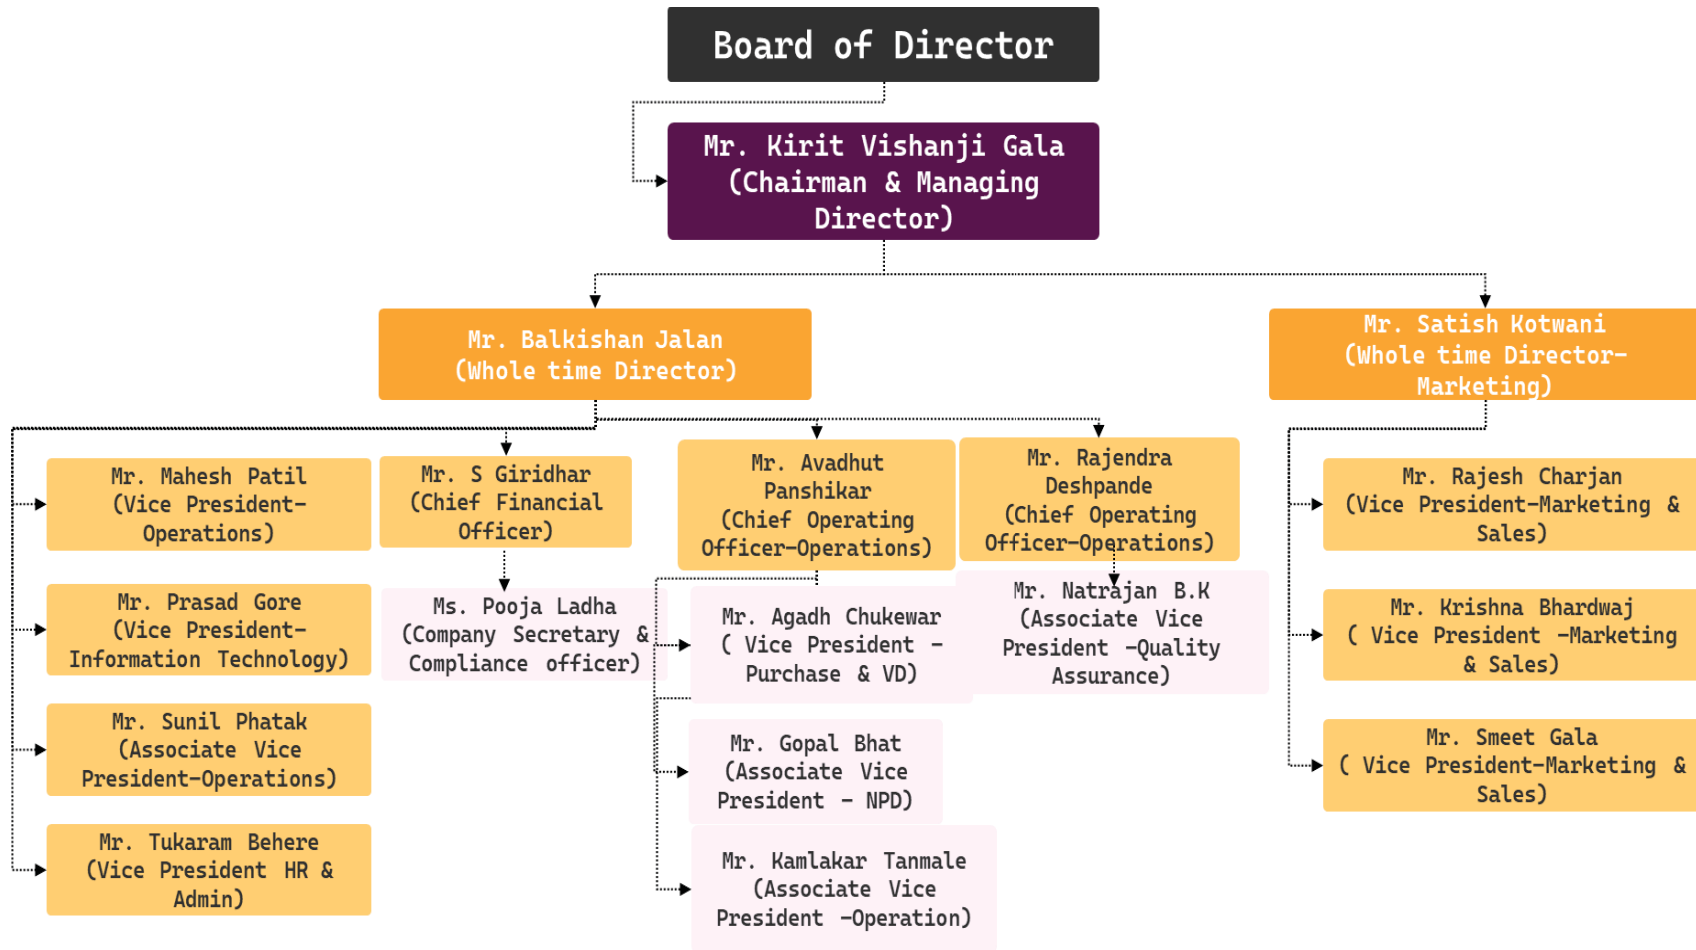 Board of Director
Mr. Kirit Vishanji Gala
(Chairman & Managing
Director)
Mr. Balkishan Jalan
(Whole time Director)
Mr. Satish Kotwani
(Whole time Director-
Marketing)
Mr. Mahesh Patil
(Vice President-
Operations)
Mr. Prasad Gore
(Vice President-
Information Technology)
Mr. Sunil Phatak
(Associate Vice
President-Operations)
Mr. Tukaram Behere
(Vice President HR &
Admin)
Mr. S Giridhar
(Chief Financial
Officer)
Ms. Pooja Ladha
(Company Secretary &
Compliance officer)
Mr. Avadhut
Panshikar
(Chief Operating
Officer-Operations)
Mr. Agadh Chukewar
( Vice President -
Purchase & VD)
Mr. Gopal Bhat
(Associate Vice
President - NPD)
Mr. Kamlakar Tanmale
(Associate Vice
President -Operation)
Mr. Rajendra
Deshpande
(Chief Operating
Officer-Operations)
Mr. Natrajan B.K
(Associate Vice
President -Quality
Assurance)
Mr. Rajesh Charjan
(Vice President-Marketing &
Sales)
Mr. Krishna Bhardwaj
( Vice President -Marketing
& Sales)
Mr. Smeet Gala
( Vice President-Marketing &
Sales)